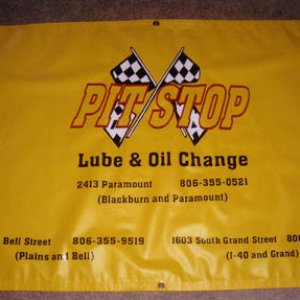 PIT STOP
Lube & Oil Change
2413 Paramount 806-355-0521
(Blackburn and Paramount)
Bell Street 806-355-9519 1603 South Grand Street 80
(Plains and Bell) (I-40 and Grand)